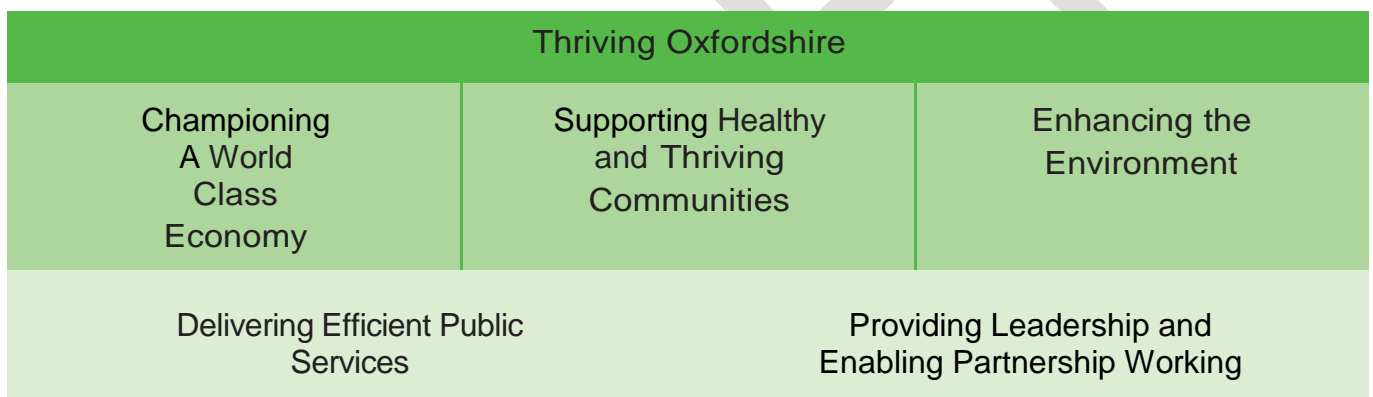 Thriving Oxfordshire
Championing
A World
Class
Economy
Supporting Healthy
and Thriving
Communities
Enhancing the
Environment
Delivering Efficient Public
Services
Providing Leadership and
Enabling Partnership Working